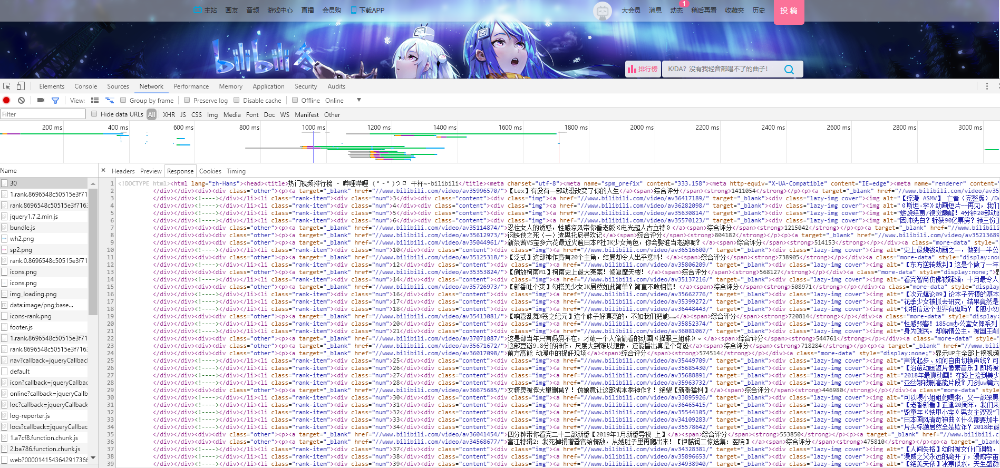 主站 画友 音频 游戏中心 直播 会员购 下载APP 大会员 消息 动态 1 稍后再看 收藏夹 历史 投 稿
bilibili 冬
排行榜 K/DA？没有我轻音部唱不了的曲子！
Elements Console Sources Network Performance Memory Application Security Audits
View: Group by frame Preserve log Disable cache Offline Online
Filter Hide data URLs All XHR JS CSS Img Media Font Doc WS Manifest Other
200 ms 400 ms 600 ms 800 ms 1000 ms 1200 ms 1400 ms 1600 ms 1800 ms 2000 ms 2200 ms 2400 ms 2600 ms 2800 ms 3000 ms
Name × Headers Preview Response Cookies Timing
30
1.rank.8696548c50515e3f71
rank.8696548c50515e3f716
jquery1.7.2.min.js
bundle.js
wh2.png
sp2.png
rank.0.8696548c50515e3f71
icons.png
icons.png
img_loading.png
data:image/png;base...
icons-rank.png
footer.js
1.rank.8696548c50515e3f71
rank.8696548c50515e3f716
nav?callback=jqueryCallbac
default
icon?callback=jqueryCallba
online?callback=jqueryCallb
loc?callback=jqueryCallbac
log-reporter.js
locs?callback=jqueryCallba
1.a7cf8.function.chunk.js
2.ba786.function.chunk.js
web?000014154364291736
1 <!DOCTYPE html><html lang="zh-Hans"><head><title>热门视频排行榜 - 哔哩哔哩 (゜-゜)つロ 干杯~-bilibili</title><meta charset="utf-8"><meta name="spm_prefix" content="333.158"><meta http-equiv="X-UA-Compatible" content="IE=edge"><meta name="renderer" content="
2 </div></div><div><div class="other"><p><a target="_blank" href="//www.bilibili.com/video/av35996570/">【Lex】有没有一部动漫改变了你的人生</a><span>综合评分</span><strong>1411054</strong></p><p><a target="_blank" href="//www.bilibili.com/video/av35
3 </div></div><!----></div></li><li class="rank-item"><div class="num">3</div><div class="content"><div class="img"><a href="//www.bilibili.com/video/av36417189/" target="_blank"><div class="lazy-img cover"><img alt="【综漫 ASMV】 亡者（完整版）/De
4 </div></div><!----></div></li><li class="rank-item"><div class="num">4</div><div class="content"><div class="img"><a href="//www.bilibili.com/video/av36282098/" target="_blank"><div class="lazy-img cover"><img alt="《斯坦·李》动画短片——再见，我们
5 </div></div><!----></div></li><li class="rank-item"><div class="num">5</div><div class="content"><div class="img"><a href="//www.bilibili.com/video/av35630814/" target="_blank"><div class="lazy-img cover"><img alt="燃烧经费/视觉巅峰！4分钟20部动
6 </div></div><!----></div></li><li class="rank-item"><div class="num">6</div><div class="content"><div class="img"><a href="//www.bilibili.com/video/av35570123/" target="_blank"><div class="lazy-img cover"><img alt="因帅洗白？斩获90亿票房？领三份
7 </div></div><div><div class="other"><p><a target="_blank" href="//www.bilibili.com/video/av35114874/">忍住女人的诱惑，性感凉风带你看老版《电光超人古立特》</a><span>综合评分</span><strong>1215042</strong></p><p><a target="_blank" href="//www.bilibili
8 </div></div><div><div class="other"><p><a target="_blank" href="//www.bilibili.com/video/av35612973/">钢铁侠之死（一）渣男托尼寻欢记</a><span>综合评分</span><strong>804182</strong></p><p><a target="_blank" href="//www.bilibili.com/video/av35213689
9 </div></div><div><div class="other"><p><a target="_blank" href="//www.bilibili.com/video/av35044961/">新条茜VS宝多六花最近火遍日本P社JK少女角色，你会娶谁当老婆呢？</a><span>综合评分</span><strong>514153</strong></p></div><a class="more-data" style="
10 </div></div><!----></div></li><li class="rank-item"><div class="num">10</div><div class="content"><div class="img"><a href="//www.bilibili.com/video/av36516600/" target="_blank"><div class="lazy-img cover"><img alt="史上最烧钱动画之一，做到一半公
11 </div></div><div><div class="other"><p><a target="_blank" href="//www.bilibili.com/video/av35125318/">【泛式】这部神作竟有20个主角，结局却令人出乎意料！</a><span>综合评分</span><strong>738905</strong></p></div><a class="more-data" style="display:non
12 </div></div><!----></div></li><li class="rank-item"><div class="num">12</div><div class="content"><div class="img"><a href="//www.bilibili.com/video/av35806209/" target="_blank"><div class="lazy-img cover"><img alt="【东方逆转裁判】这是个做了一年
13 </div></div><div><div class="other"><p><a target="_blank" href="//www.bilibili.com/video/av35353824/">【倒放柯南M1】柯南史上最大冤案！修复摩天楼！</a><span>综合评分</span><strong>568127</strong></p></div><a class="more-data" style="display:none;">显
14 </div></div><!----></div></li><li class="rank-item"><div class="num">14</div><div class="content"><div class="img"><a href="//www.bilibili.com/video/av35137216/" target="_blank"><div class="lazy-img cover"><img alt="看完智商仿佛被蹂躏，十月最令人
15 </div></div><div><div class="other"><p><a target="_blank" href="//www.bilibili.com/video/av35726973/">【新番吐个爽】勾搭美少女JK居然如此简单？简直不敢相信！</a><span>综合评分</span><strong>508971</strong></p></div><a class="more-data" style="display
16 </div></div><!----></div></li><li class="rank-item"><div class="num">16</div><div class="content"><div class="img"><a href="//www.bilibili.com/video/av35662776/" target="_blank"><div class="lazy-img cover"><img alt="【次元爆论09】论本子劳模的基本
17 </div></div><!----></div></li><li class="rank-item"><div class="num">17</div><div class="content"><div class="img"><a href="//www.bilibili.com/video/av35399272/" target="_blank"><div class="lazy-img cover"><img alt="花季少女被抓去研究，结果竟然是
18 </div></div><!----></div></li><li class="rank-item"><div class="num">18</div><div class="content"><div class="img"><a href="//www.bilibili.com/video/av36448443/" target="_blank"><div class="lazy-img cover"><img alt="你相信这个世界有鬼吗？【胆小勿
19 </div></div><div><div class="other"><p><a target="_blank" href="//www.bilibili.com/video/av35413081/">【响喜乱舞X苍之纪元】这个妹子好漂亮的，不如我们把她……</a><span>综合评分</span><strong>720814</strong></p></div><a class="more-data" style="display:
20 </div></div><!----></div></li><li class="rank-item"><div class="num">20</div><div class="content"><div class="img"><a href="//www.bilibili.com/video/av35852374/" target="_blank"><div class="lazy-img cover"><img alt="性感预警！185cm办公室女郎系列
21 </div></div><!----></div></li><li class="rank-item"><div class="num">21</div><div class="content"><div class="img"><a href="//www.bilibili.com/video/av36081067/" target="_blank"><div class="lazy-img cover"><img alt="身为贱民，却偷情公主，被国王削
22 </div></div><div><div class="other"><p><a target="_blank" href="//www.bilibili.com/video/av37071087/">这是部当年只有妈妈不在，才敢一个人偷偷看的动画《猫眼三姐妹》。</a><span>综合评分</span><strong>544761</strong></p></div><a class="more-data" style="
23 </div></div><div><div class="other"><p><a target="_blank" href="//www.bilibili.com/video/av35671672/">这部豆瓣9.8分的神作，尺度大到难以想象，还能播出真是个奇迹</a><span>综合评分</span><strong>718284</strong></p><p><a target="_blank" href="//www.bili
24 </div></div><div><div class="other"><p><a target="_blank" href="//www.bilibili.com/video/av36017098/">前方高能 动漫中的捉奸现场</a><span>综合评分</span><strong>574514</strong></p></div><a class="more-data" style="display:none;">显示UP主全部上榜视频
25 </div></div><!----></div></li><li class="rank-item"><div class="num">25</div><div class="content"><div class="img"><a href="//www.bilibili.com/video/av35449709/" target="_blank"><div class="lazy-img cover"><img alt="声优起步、如何自由切换声线？可
26 </div></div><!----></div></li><li class="rank-item"><div class="num">26</div><div class="content"><div class="img"><a href="//www.bilibili.com/video/av35685430/" target="_blank"><div class="lazy-img cover"><img alt="【治愈动画短片像素音乐】即将被
27 </div></div><!----></div></li><li class="rank-item"><div class="num">27</div><div class="content"><div class="img"><a href="//www.bilibili.com/video/av35688891/" target="_blank"><div class="lazy-img cover"><img alt="2018年最爽动画！在路上捡到美少
28 </div></div><!----></div></li><li class="rank-item"><div class="num">28</div><div class="content"><div class="img"><a href="//www.bilibili.com/video/av35963732/" target="_blank"><div class="lazy-img cover"><img alt="亚丝娜被删高能片段？刀剑uw篇大
29 </div></div><div><div class="other"><p><a target="_blank" href="//www.bilibili.com/video/av36675685/">女精灵被俘大量删减？！伪娘竟让这部成本季神作？！绝望【新番猛料】</a><span>综合评分</span><strong>446980</strong></p></div><a class="more-data" style
30 </div></div><!----></div></li><li class="rank-item"><div class="num">30</div><div class="content"><div class="img"><a href="//www.bilibili.com/video/av33895926/" target="_blank"><div class="lazy-img cover"><img alt="可以喂小姐姐她喝粥，又一部宅黑
31 </div></div><!----></div></li><li class="rank-item"><div class="num">31</div><div class="content"><div class="img"><a href="//www.bilibili.com/video/av36465415/" target="_blank"><div class="lazy-img cover"><img alt="【老番新看】正逢20周年，我们来
32 </div></div><!----></div></li><li class="rank-item"><div class="num">32</div><div class="content"><div class="img"><a href="//www.bilibili.com/video/av35544105/" target="_blank"><div class="lazy-img cover"><img alt="毁童年《铁甲小宝》男女主双双"下
33 </div></div><!----></div></li><li class="rank-item"><div class="num">33</div><div class="content"><div class="img"><a href="//www.bilibili.com/video/av34109283/" target="_blank"><div class="lazy-img cover"><img alt="日本画风清奇神曲《什么都要加牛
34 </div></div><!----></div></li><li class="rank-item"><div class="num">34</div><div class="content"><div class="img"><a href="//www.bilibili.com/video/av35578642/" target="_blank"><div class="lazy-img cover"><img alt="片头标题居然全是欺诈？2018年最
35 </div></div><div><div class="other"><p><a target="_blank" href="//www.bilibili.com/video/av36041454/">四分钟带你看完二十二部新番【2019年1月新番导视 上】</a><span>综合评分</span><strong>553850</strong></p><p><a target="_blank" href="//www.bilibili.c
36 </div></div><div><div class="other"><p><a target="_blank" href="//www.bilibili.com/video/av34568677/">富江特辑2：我死掉捐赠器官给情敌，从她肚子里再爬出来！【伊藤润二惊选集：医院】</a><span>综合评分</span><strong>475810</strong></p></div><a class="mo
37 </div></div><!----></div></li><li class="rank-item"><div class="num">37</div><div class="content"><div class="img"><a href="//www.bilibili.com/video/av34328381/" target="_blank"><div class="lazy-img cover"><img alt="【人间失格】幼时被女仆们调教，
38 </div></div><!----></div></li><li class="rank-item"><div class="num">38</div><div class="content"><div class="img"><a href="//www.bilibili.com/video/av35896653/" target="_blank"><div class="lazy-img cover"><img alt="漫威之父永远的离开了，漫威宇宙
39 </div></div><!----></div></li><li class="rank-item"><div class="num">39</div><div class="content"><div class="img"><a href="//www.bilibili.com/video/av34938940/" target="_blank"><div class="lazy-img cover"><img alt="【绝美天依】冰寒似水，天生盛颜